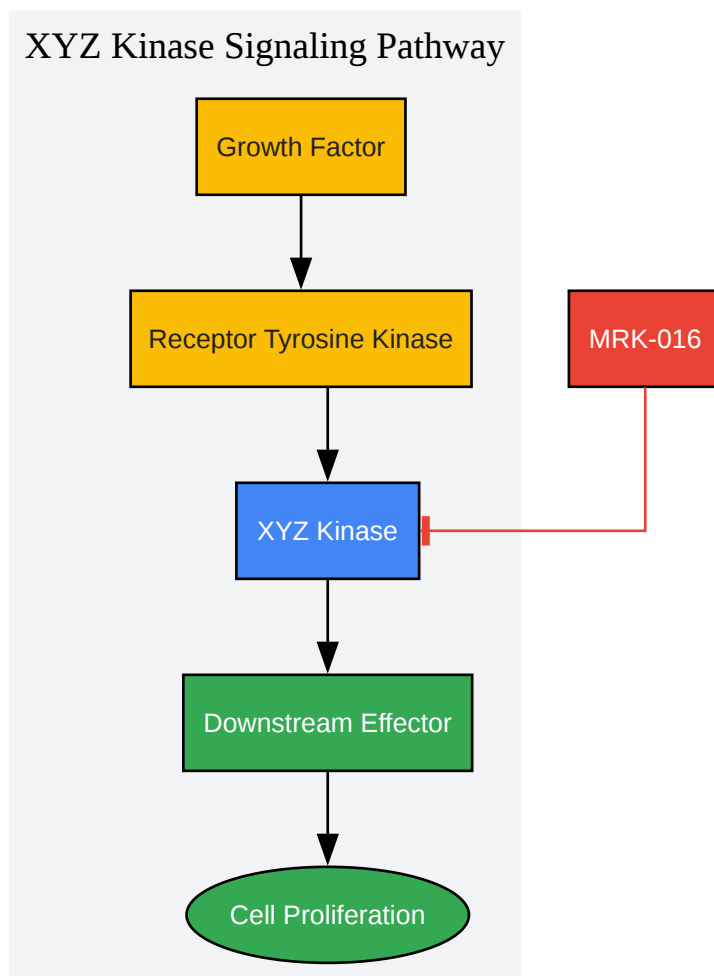 XYZ Kinase Signaling Pathway
Growth Factor
Receptor Tyrosine Kinase
MRK-016
XYZ Kinase
Downstream Effector
Cell Proliferation